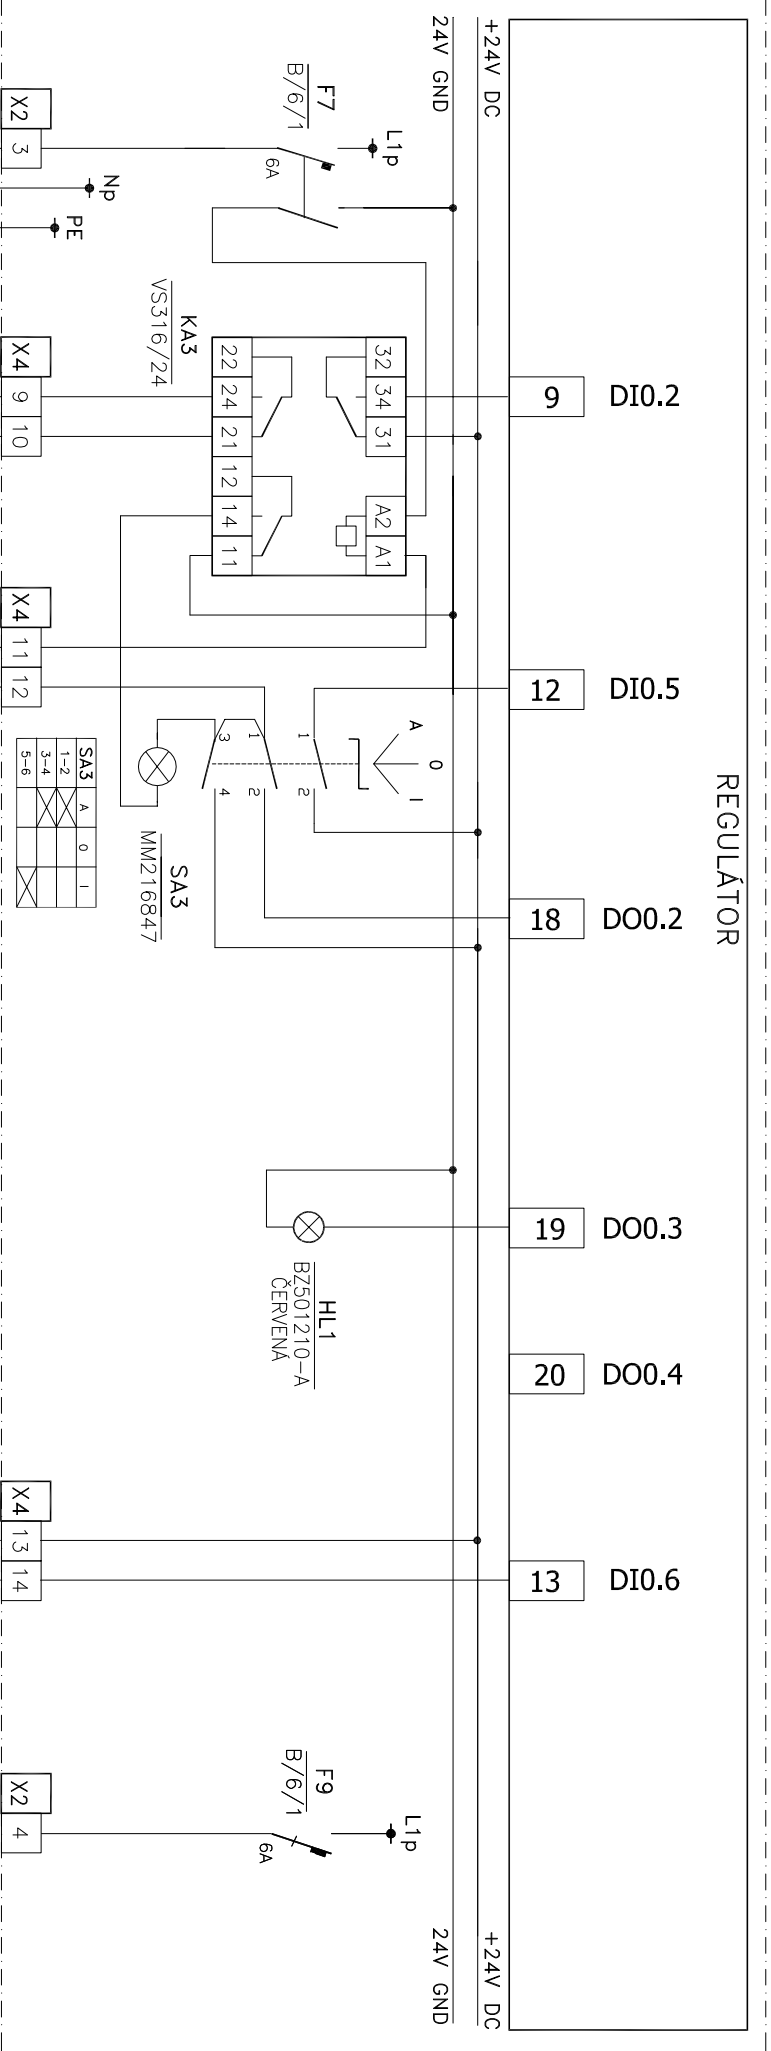 +24V DC
24V GND
REGULÁTOR
9
DI0.2
12
DI0.5
18
DO0.2
19
DO0.3
20
DO0.4
13
DI0.6
+24V DC
24V GND
F7
B/6/1
6A
L1p
X2
3
Np
PE
KA3
VS316/24
32
34
31
A2
A1
22
24
21
12
14
11
X4
9
10
X4
11
12
A
0
I
1
2
1
2
3
4
SA3
MM216847
SA3 A 0 I
1-2
3-4
5-6
HL1
BZ501210-A
ČERVENÁ
X4
13
14
F9
B/6/1
6A
L1p
X2
4